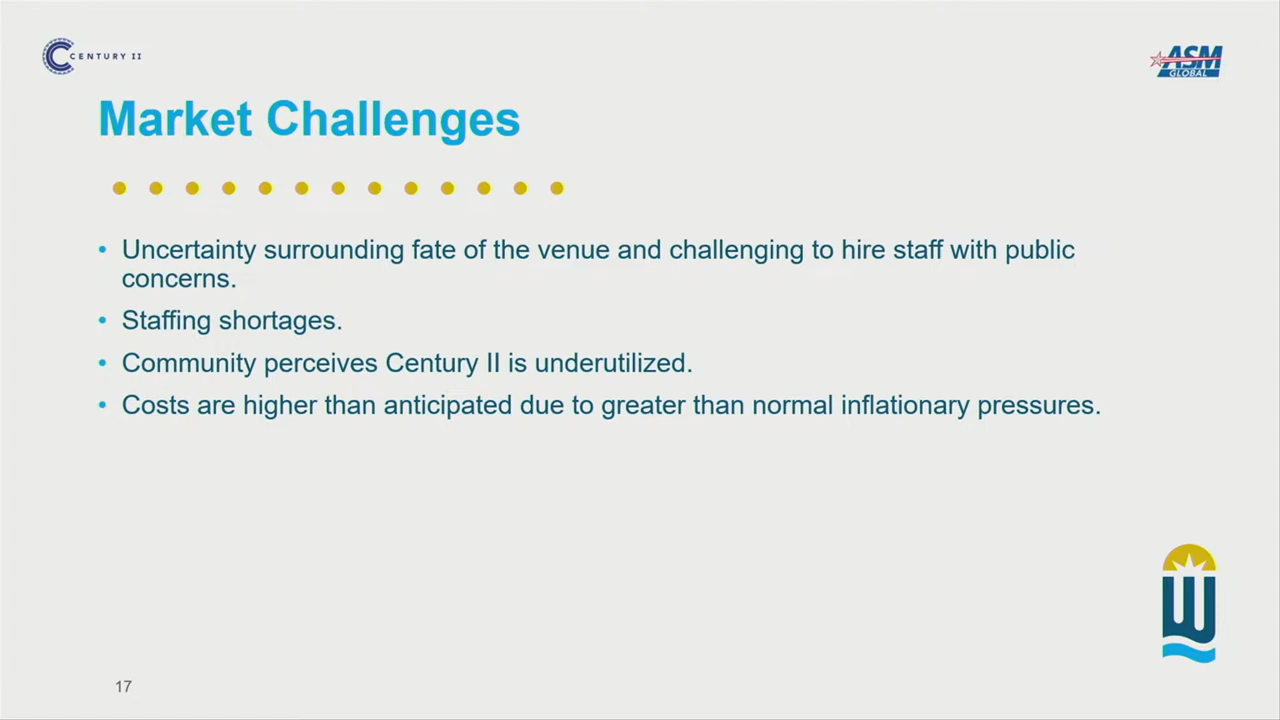 CENTURY II
ASM
GLOBAL
Market Challenges
• Uncertainty surrounding fate of the venue and challenging to hire staff with public
concerns.
• Staffing shortages.
• Community perceives Century II is underutilized.
• Costs are higher than anticipated due to greater than normal inflationary pressures.
W
17